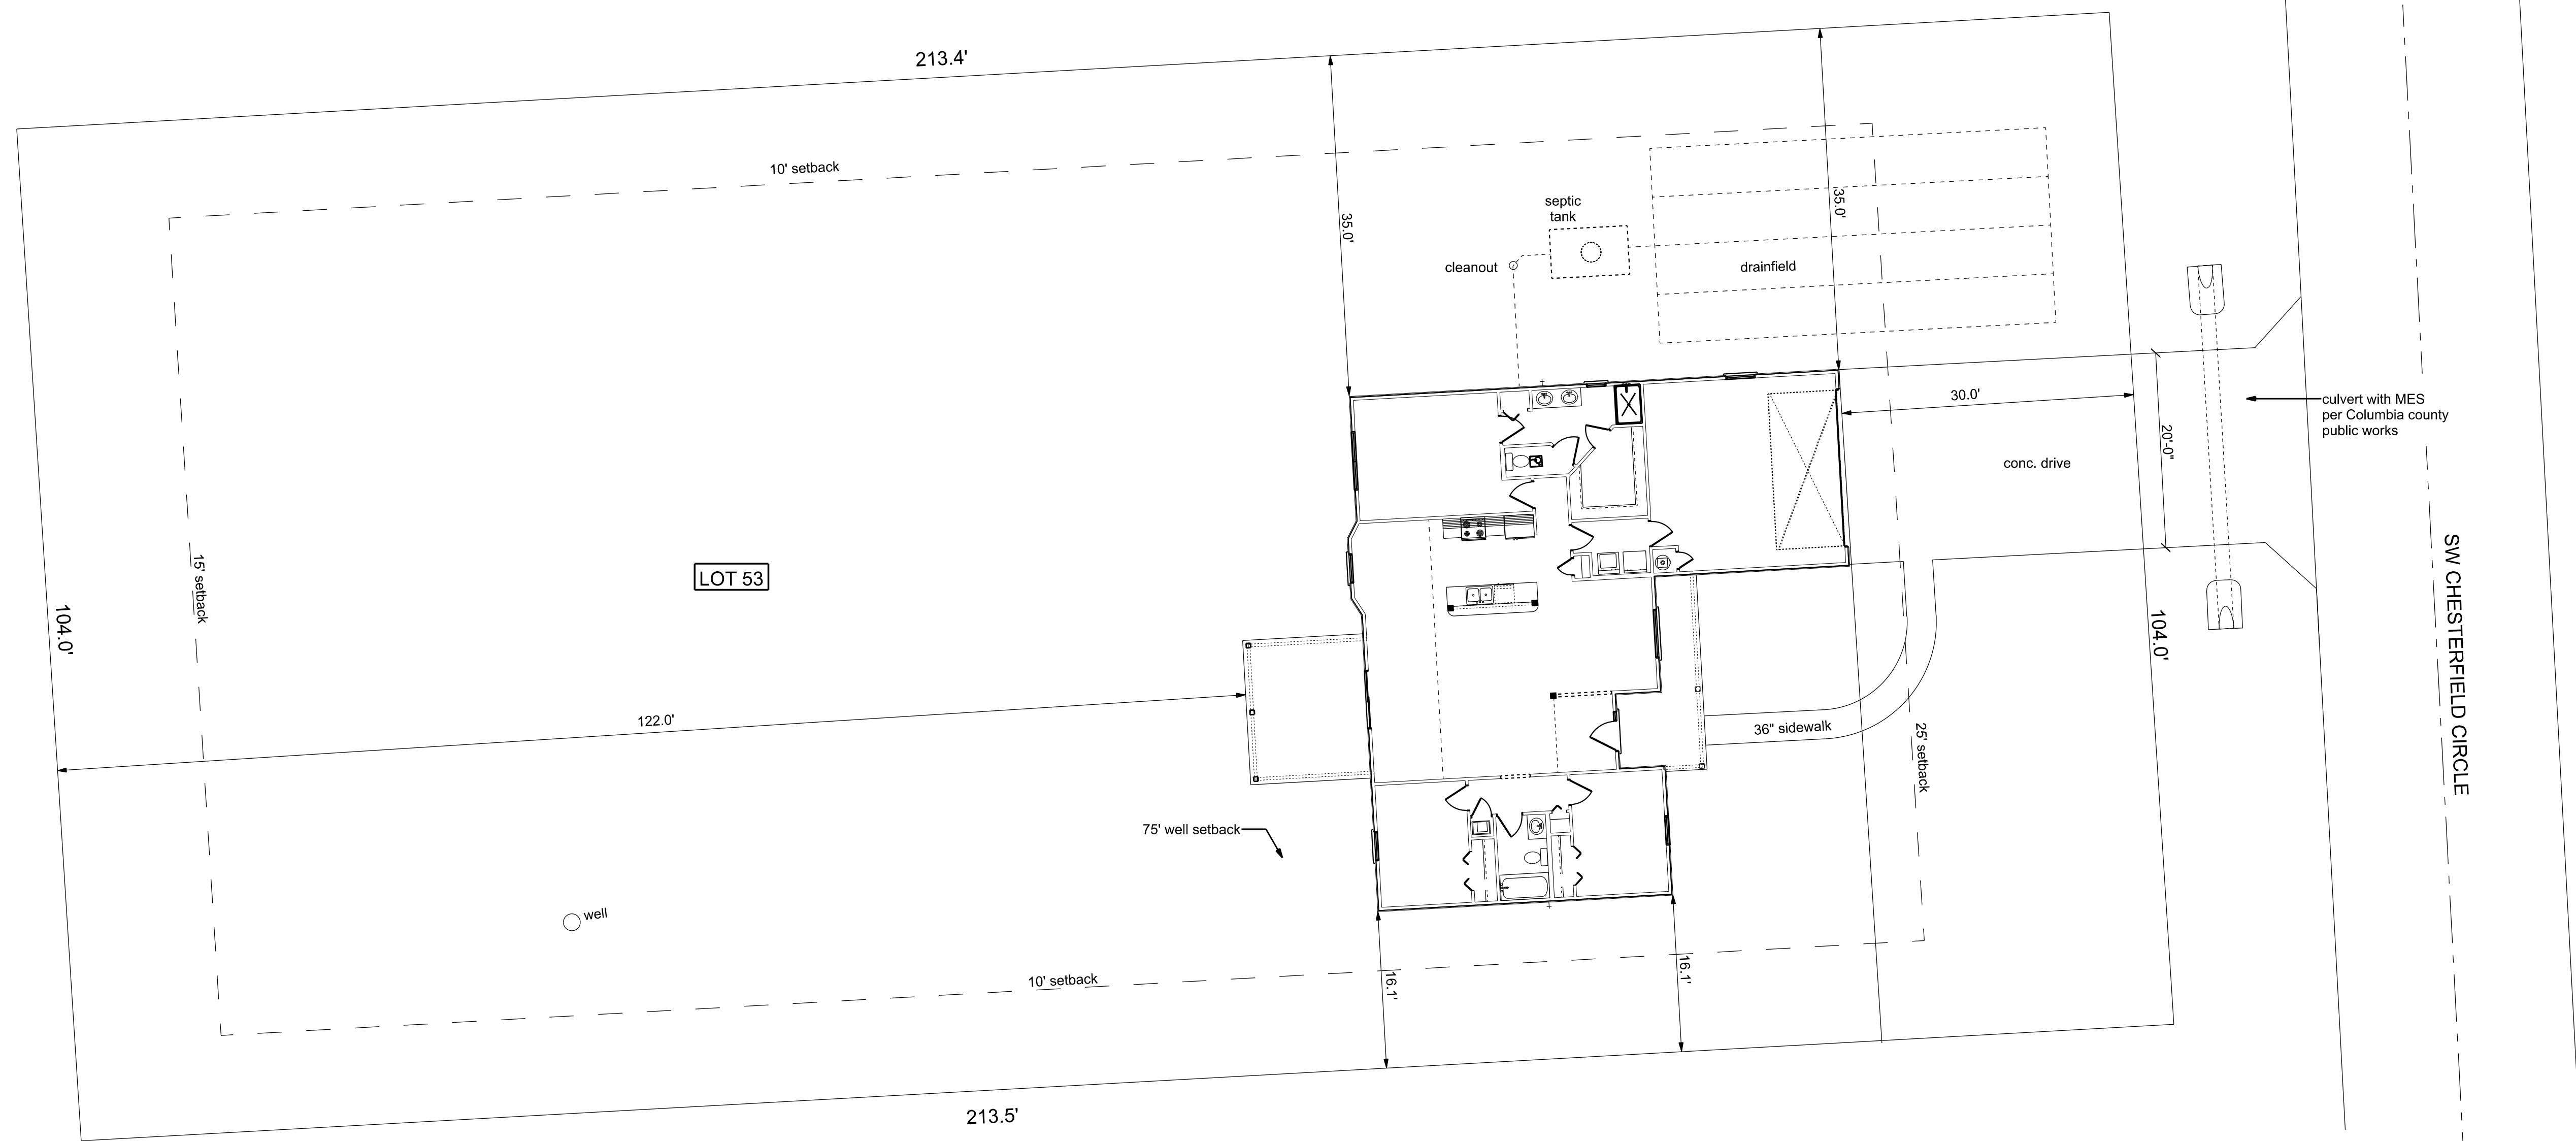 213.4'
10' setback
35.0'
35.0'
septic
tank
cleanout
drainfield
30.0'
culvert with MES
per Columbia county
public works
20'-0"
conc. drive
LOT 53
15' setback
104.0'
104.0'
SW CHESTERFIELD CIRCLE
122.0'
36" sidewalk
25' setback
75' well setback
well
10' setback
16.1'
16.1'
213.5'